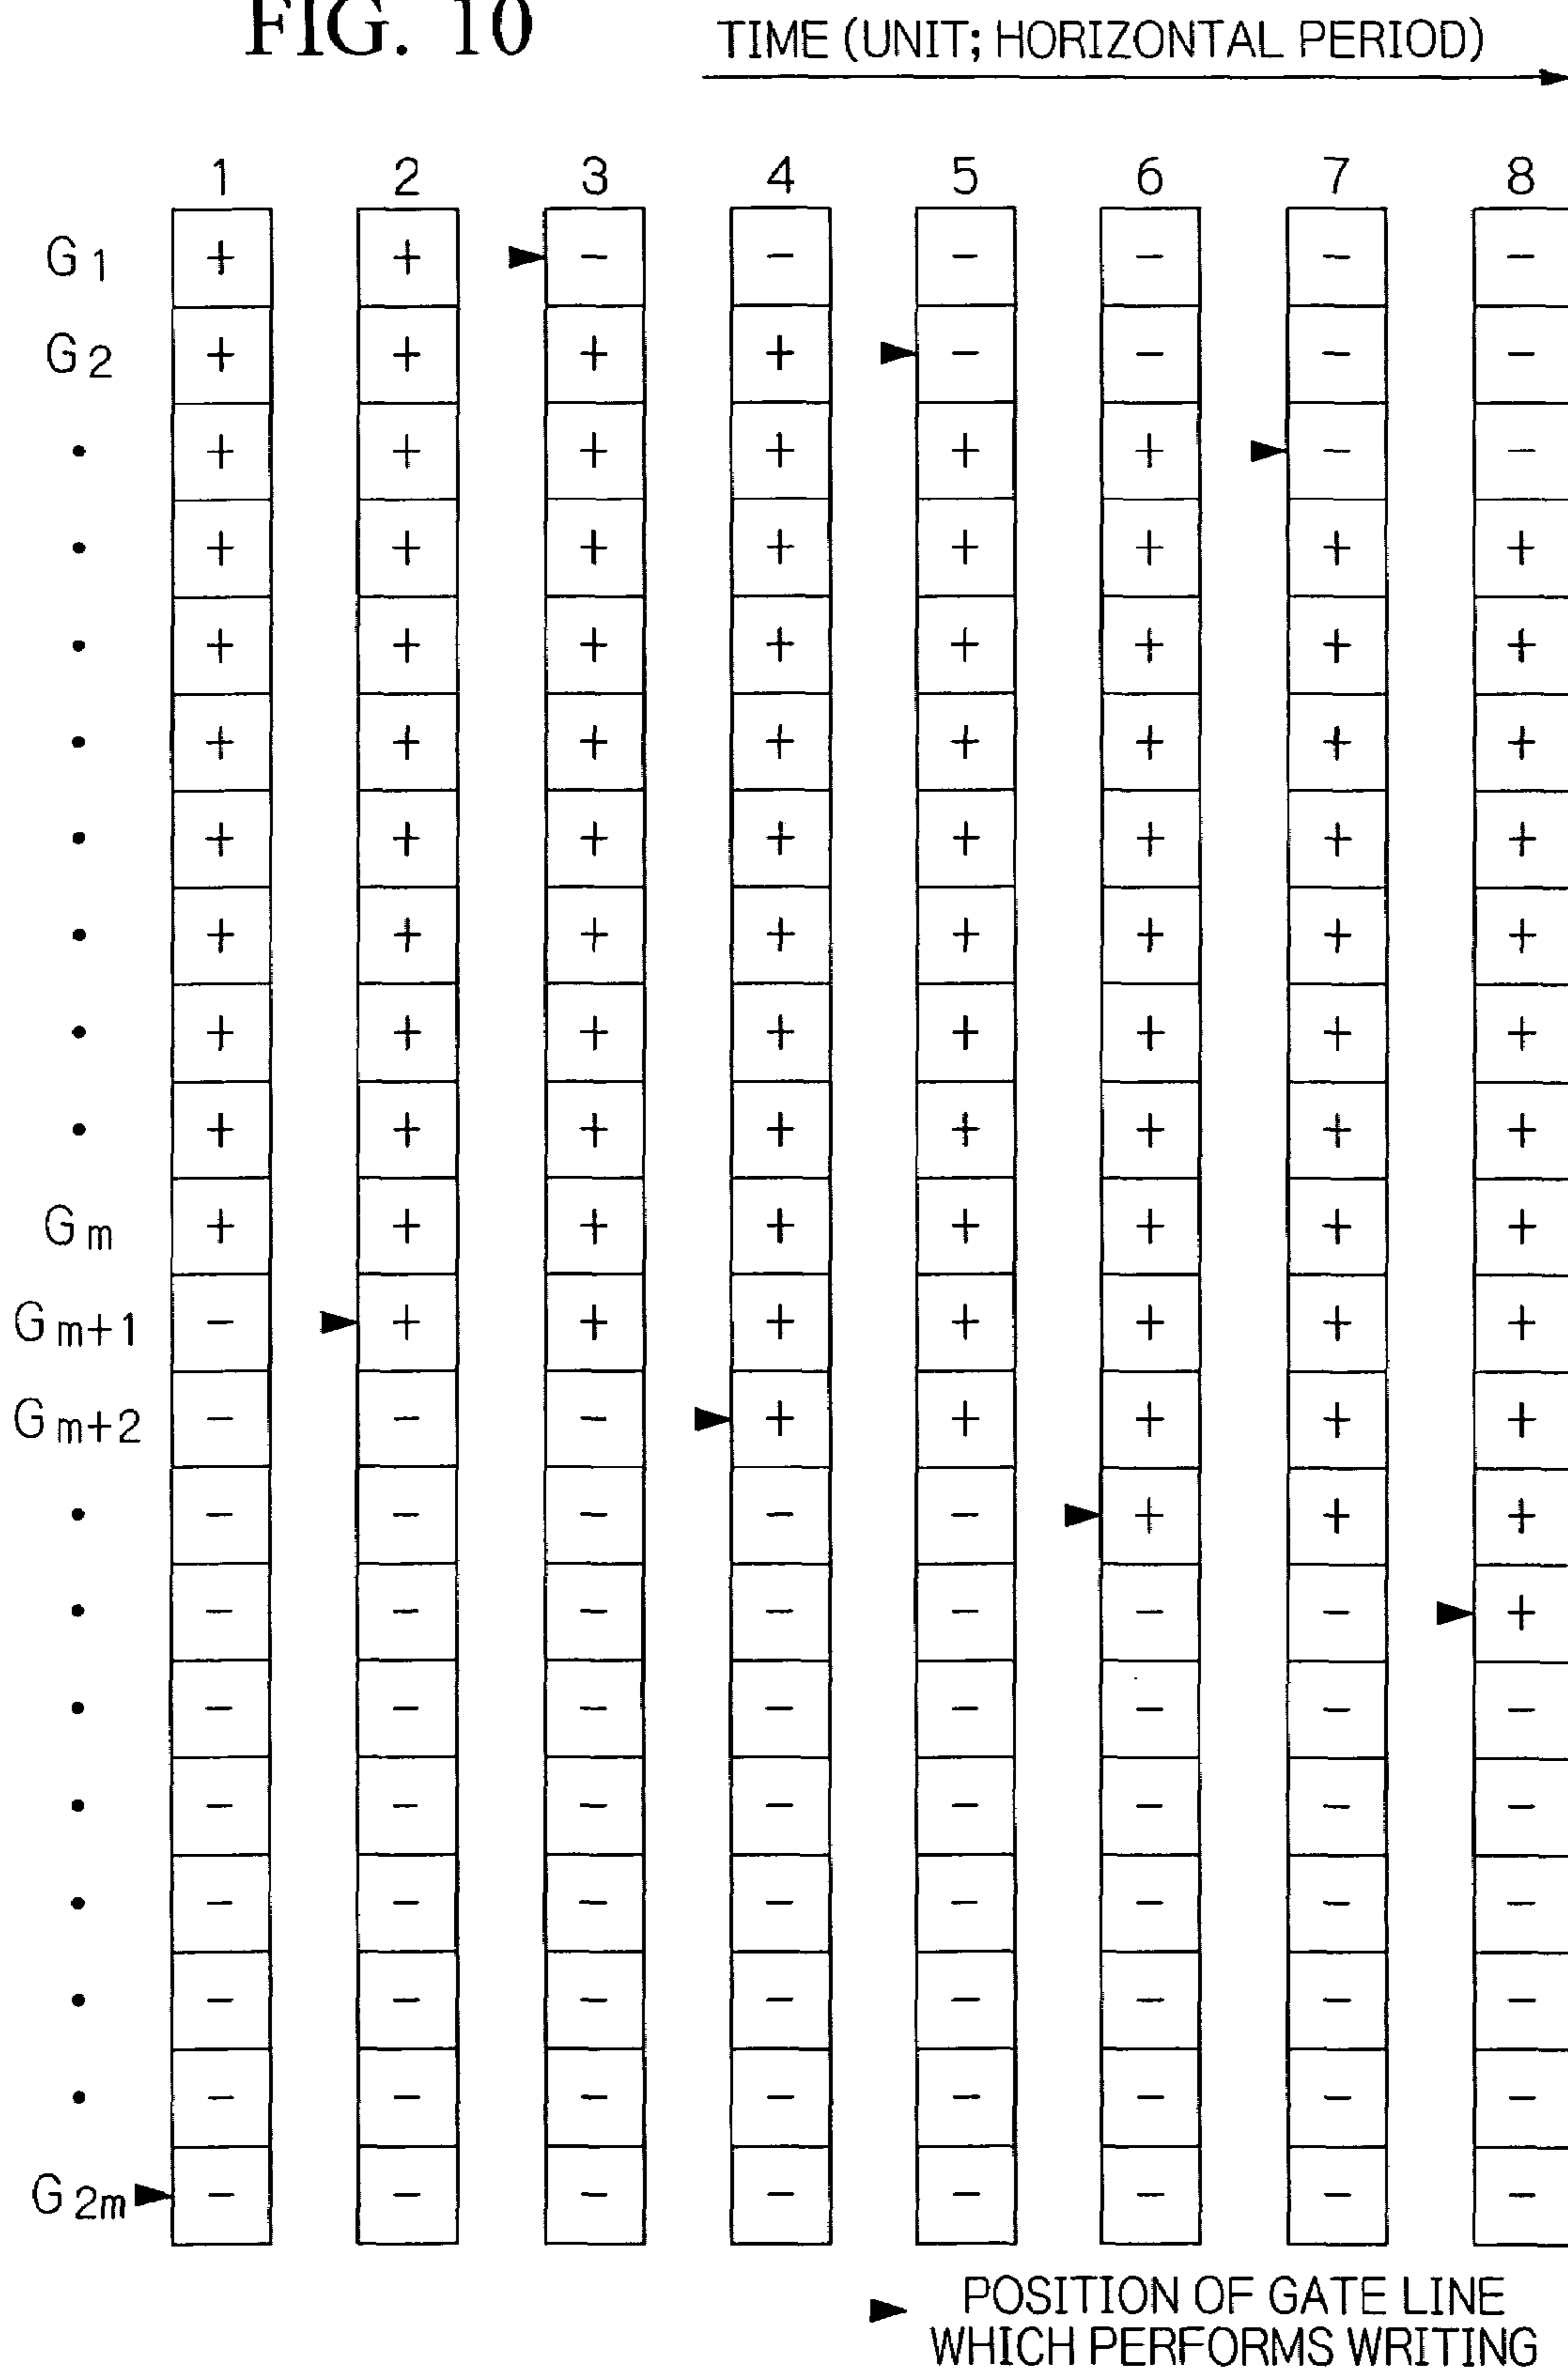 FIG. 10
TIME (UNIT; HORIZONTAL PERIOD)
1 2 3 4 5 6 7 8
G1 + + - - - - - -
G2 + + + + - - - -
• + + + + + + - -
• + + + + + + + +
• + + + + + + + +
• + + + + + + + +
• + + + + + + + +
• + + + + + + + +
• + + + + + + + +
• + + + + + + + +
Gm + + + + + + + +
Gm+1 - + + + + + + +
Gm+2 - - - + + + + +
• - - - - - + + +
• - - - - - - - +
• - - - - - - - -
• - - - - - - - -
• - - - - - - - -
• - - - - - - - -
• - - - - - - - -
G2m - - - - - - - -
POSITION OF GATE LINE
WHICH PERFORMS WRITING